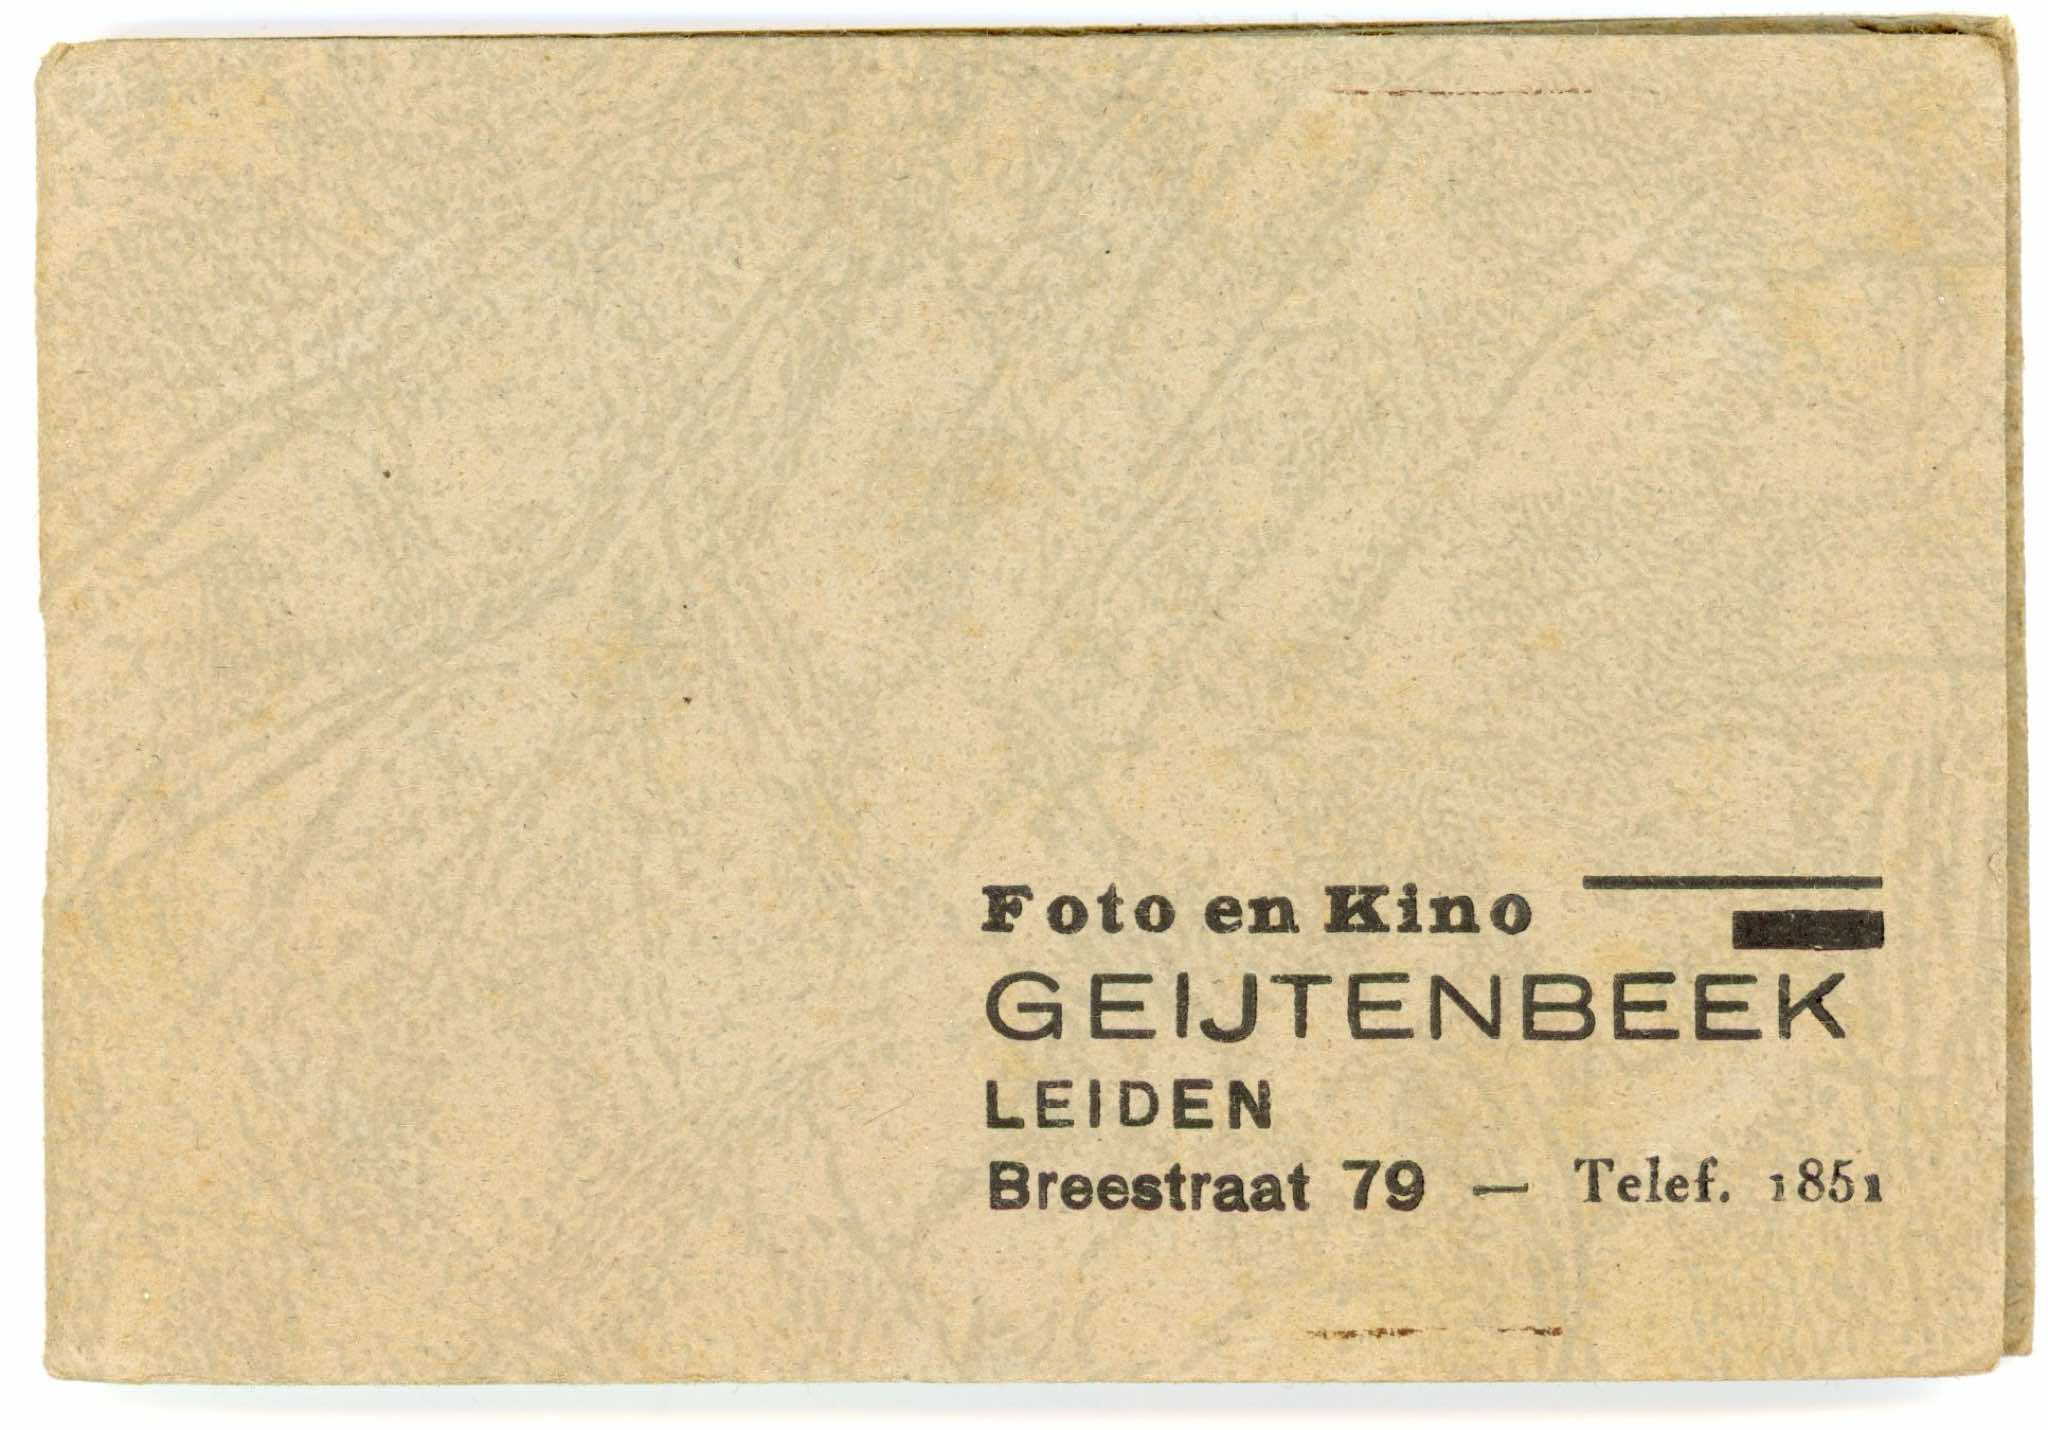 Foto en Kino
GEIJTENBEEK
LEIDEN
Breestraat 79 — Telef. 1851